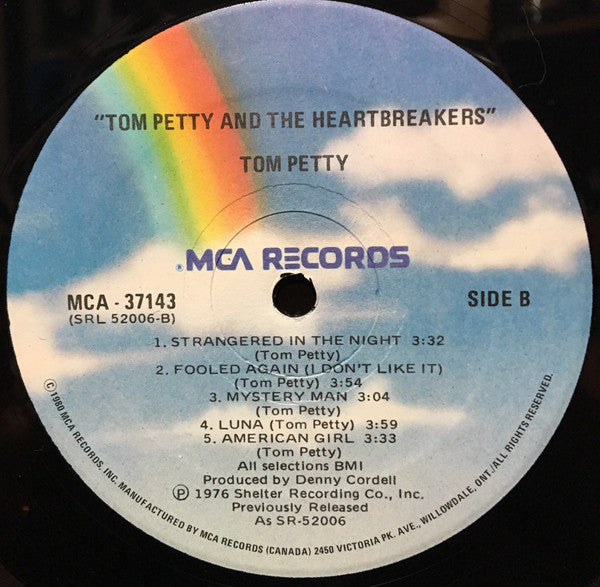 "TOM PETTY AND THE HEARTBREAKERS"
TOM PETTY
®MCA RECORDS
MCA - 37143
(SRL 52006-B)
SIDE B
1. STRANGERED IN THE NIGHT 3:32
(Tom Petty)
2. FOOLED AGAIN (I DON'T LIKE IT)
(Tom Petty) 3:54
3. MYSTERY MAN 3:04
(Tom Petty)
4. LUNA (Tom Petty) 3:59
5. AMERICAN GIRL 3:33
(Tom Petty)
All selections BMI
Produced by Denny Cordell
℗ 1976 Shelter Recording Co., Inc.
Previously Released
As SR-52006
©1980 MCA RECORDS, INC. MANUFACTURED BY MCA RECORDS (CANADA) 2450 VICTORIA PK. AVE., WILLOWDALE, ONT./ALL RIGHTS RESERVED.